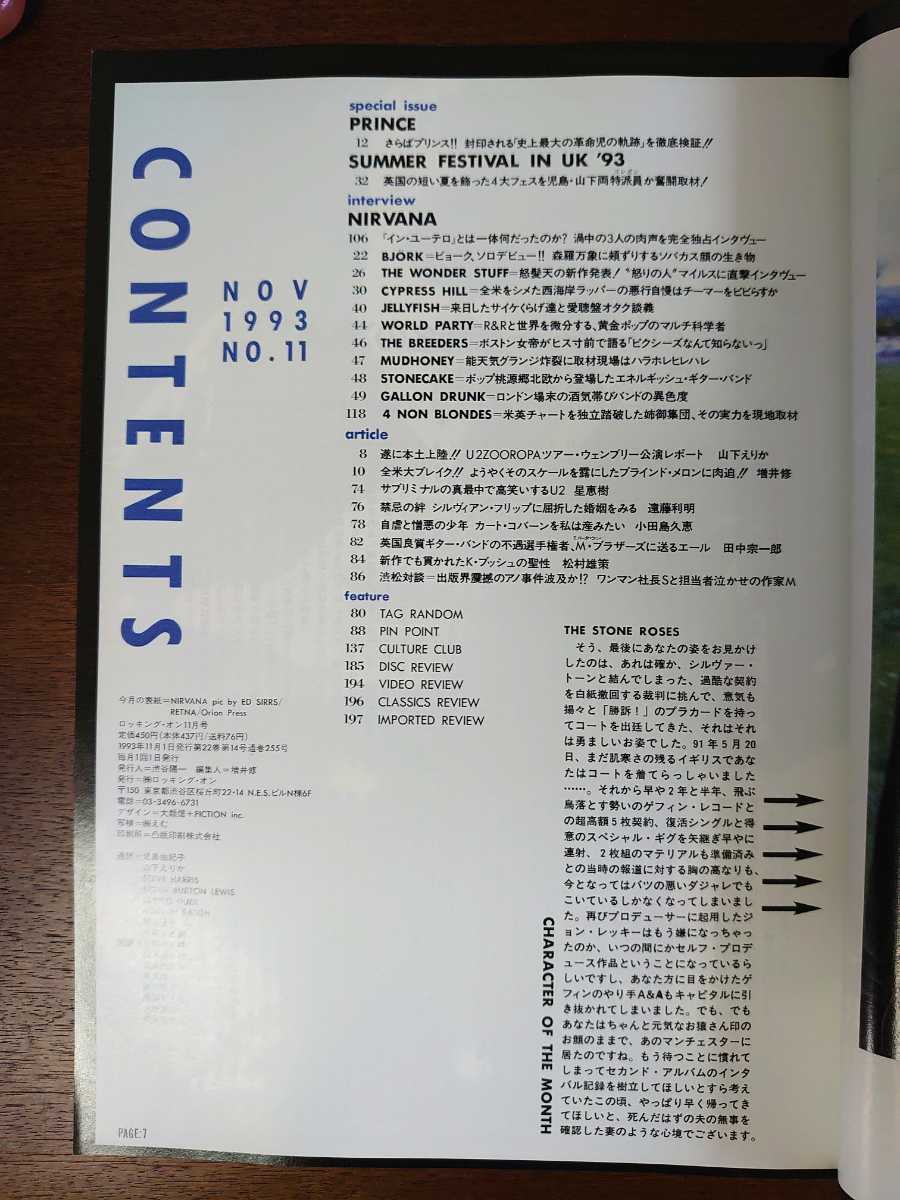 CONTENTS
NOV
1993
NO.11
special issue
PRINCE
12 さらばプリンス!! 封印される「史上最大の革命児の軌跡」を徹底検証!!
SUMMER FESTIVAL IN UK '93
32 英国の短い夏を飾った4大フェスを児島・山下両特派員が奮闘取材!
interview
NIRVANA
106 「イン・ユーテロ」とは一体何だったのか? 渦中の3人の肉声を完全独占インタヴュー
22 BJÖRK=ビョーク、ソロデビュー!! 森羅万象に頬ずりするソバカス顔の生き物
26 THE WONDER STUFF=怒髪天の新作発表! “怒りの人”マイルスに直撃インタヴュー
30 CYPRESS HILL=全米をシメた西海岸ラッパーの悪行自慢はチーマーをビビらすか
40 JELLYFISH=来日したサイケくらげ達と愛聴盤オタク談義
44 WORLD PARTY=R&Rと世界を微分する、黄金ポップのマルチ科学者
46 THE BREEDERS=ボストン女帝がヒス寸前で語る「ピクシーズなんて知らないっ」
47 MUDHONEY=能天気グランジ炸裂に取材現場はハラホレヒレハレ
48 STONECAKE=ポップ桃源郷北欧から登場したエネルギッシュ・ギター・バンド
49 GALLON DRUNK=ロンドン場末の酒気帯びバンドの異色度
118 4 NON BLONDES=米英チャートを独立踏破した姉御集団、その実力を現地取材
article
8 遂に本土上陸!! U2ZOOROPAツアー・ウェンブリー公演レポート 山下えりか
10 全米大ブレイク!! ようやくそのスケールを露にしたブラインド・メロンに肉迫!! 増井修
74 サブリミナルの真最中で高笑いするU2 星恵樹
76 禁忌の絆 シルヴィアン・フリップに屈折した婚姻をみる 遠藤利明
78 自虐と憎悪の少年 カート・コバーンを私は産みたい 小田島久恵
82 英国良質ギター・バンドの不遇選手権者、M・ブラザーズに送るエール 田中宗一郎
84 新作でも貫かれたK・ブッシュの聖性 松村雄策
86 渋松対談=出版界震撼のアノ事件波及か!? ワンマン社長Sと担当者泣かせの作家M
feature
80 TAG RANDOM
88 PIN POINT
137 CULTURE CLUB
185 DISC REVIEW
194 VIDEO REVIEW
196 CLASSICS REVIEW
197 IMPORTED REVIEW
今月の表紙=NIRVANA pic by ED SIRRS/
RETNA/Orion Press
ロッキング・オン11月号
定価450円(本体437円/送料76円)
1993年11月1日発行第22巻第14号通巻255号
毎月1回1日発行
発行人=渋谷陽一 編集人=増井修
発行=㈱ロッキング・オン
〒150 東京都渋谷区桜丘町22-14 N.E.S.ビルN棟6F
電話=03-3496-6731
デザイン=大類信+FICTION inc.
写植=㈱えむ
印刷所=凸版印刷株式会社
山下えりか
STEVE HARRIS
BURTON LEWIS
THE STONE ROSES
そう、最後にあなたの姿をお見かけ
したのは、あれは確か、シルヴァー・
トーンと結んでしまった、過酷な契約
を白紙撤回する裁判に挑んで、意気も
揚々と「勝訴!」のプラカードを持っ
てコートを出廷してきた、それはそれ
は勇ましいお姿でした。91年5月20
日、まだ肌寒さの残るイギリスであな
たはコートを着てらっしゃいました
……。それから早や2年と半年、飛ぶ
鳥落とす勢いのゲフィン・レコードと
の超高額5枚契約、復活シングルと得
意のスペシャル・ギグを矢継ぎ早やに
連射、2枚組のマテリアルも準備済み
との当時の報道に対する胸の高なりも、
今となってはバツの悪いダジャレでも
こいているしかなくなってしまいまし
た。再びプロデューサーに起用したジ
ョン・レッキーはもう嫌になっちゃっ
たのか、いつの間にかセルフ・プロデ
ュース作品ということになっているら
しいですし、あなた方に目をかけたゲ
フィンのやり手A&Aもキャピタルに引
き抜かれてしまいました。でも、でも
あなたはちゃんと元気なお猿さん印の
お顔のままで、あのマンチェスターに
居たのですね。もう待つことに慣れて
しまってセカンド・アルバムのインタ
バル記録を樹立してほしいとすら考え
ていたこの頃、やっぱり早く帰ってき
てほしいと、死んだはずの夫の無事を
確認した妻のような心境でございます。
CHARACTER OF THE MONTH
PAGE:7